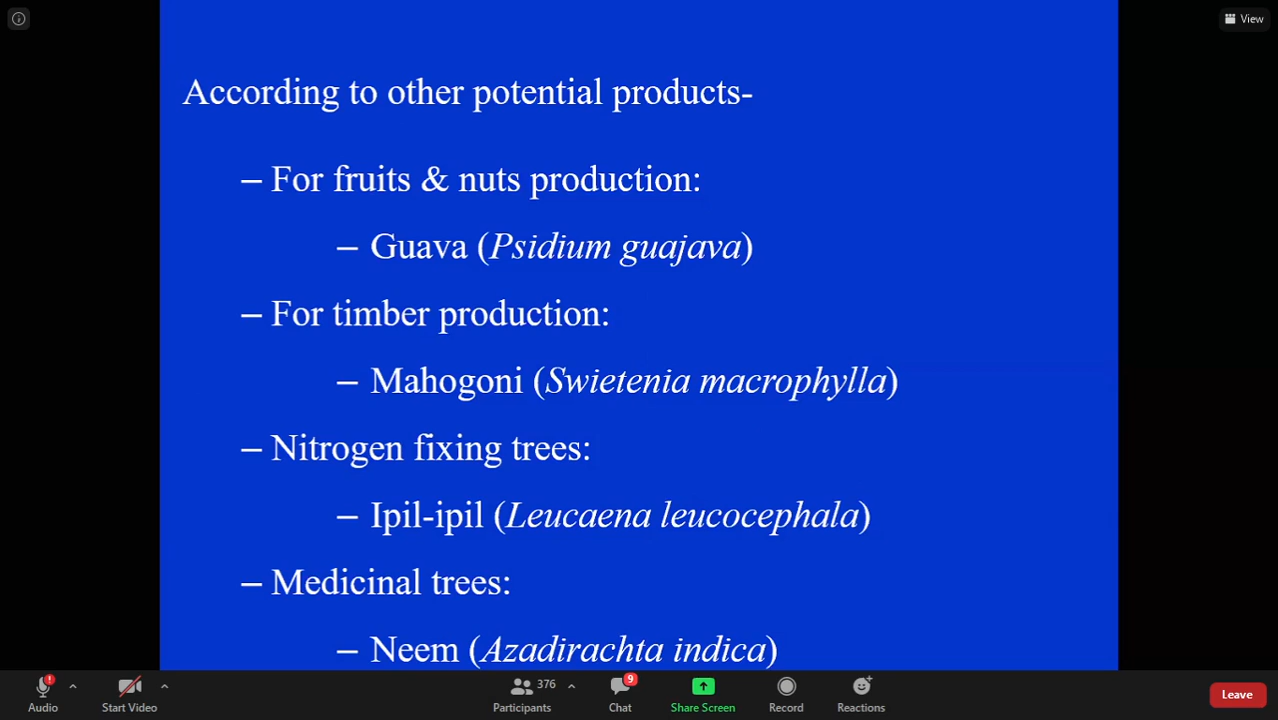 View
According to other potential products-
– For fruits & nuts production:
– Guava (Psidium guajava)
– For timber production:
– Mahogoni (Swietenia macrophylla)
– Nitrogen fixing trees:
– Ipil-ipil (Leucaena leucocephala)
– Medicinal trees:
– Neem (Azadirachta indica)
376
9
Audio
Start Video
Participants
Chat
Share Screen
Record
Reactions
Leave